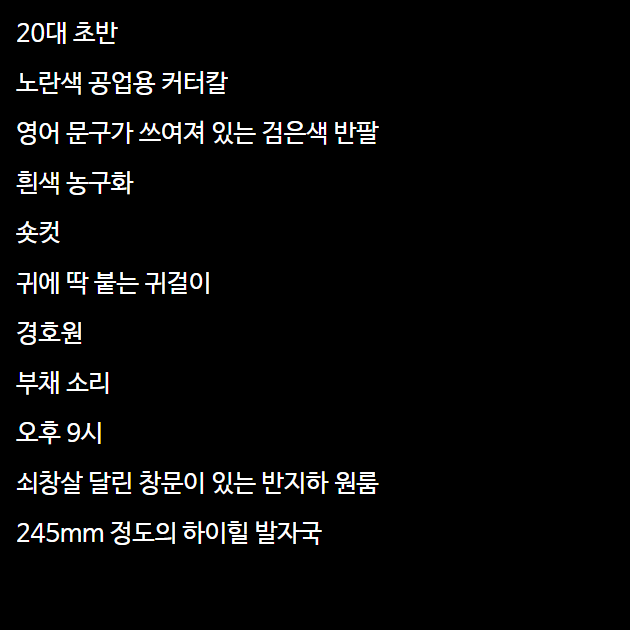 20대 초반
노란색 공업용 커터칼
영어 문구가 쓰여져 있는 검은색 반팔
흰색 농구화
숏컷
귀에 딱 붙는 귀걸이
경호원
부채 소리
오후 9시
쇠창살 달린 창문이 있는 반지하 원룸
245mm 정도의 하이힐 발자국